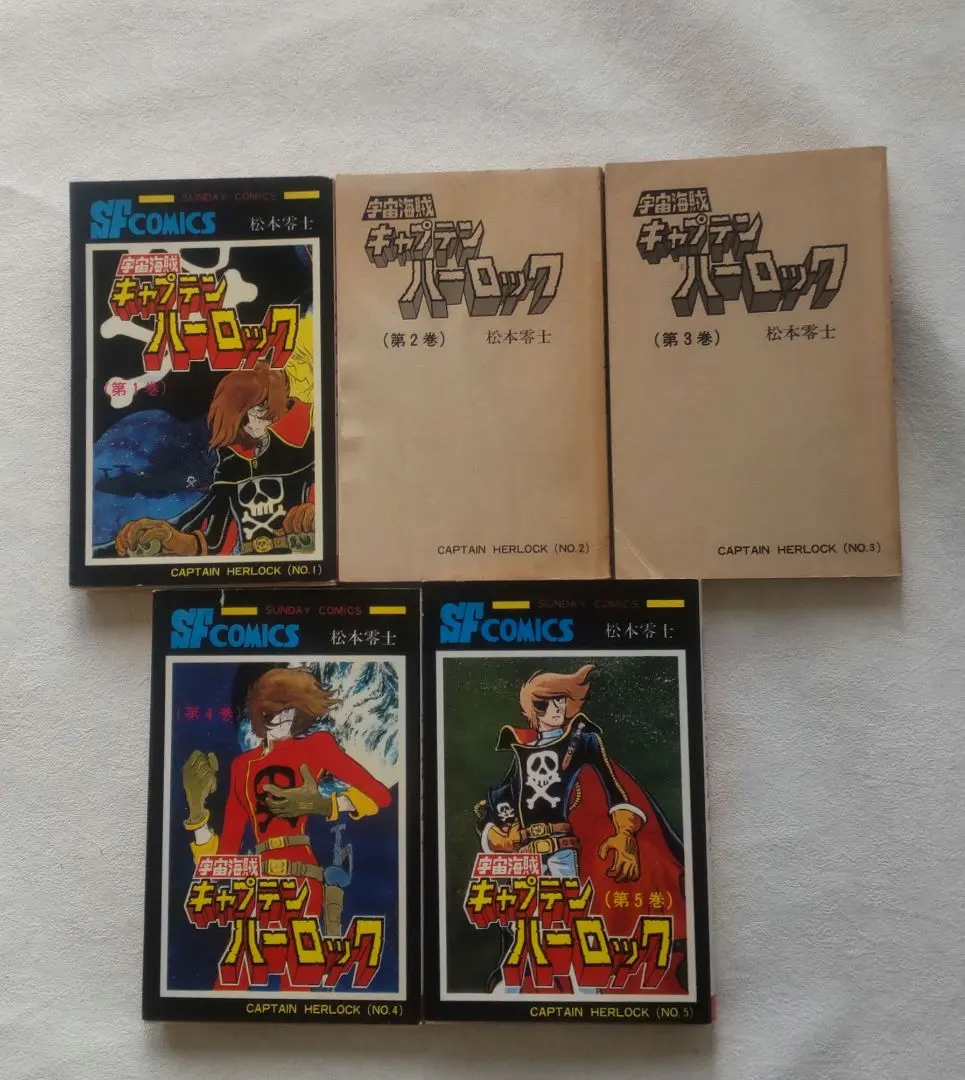 SUNDAY COMICS
SF COMICS 松本零士
宇宙海賊
キャプテン
ハーロック
(第1巻)
CAPTAIN HERLOCK (NO.1)
宇宙海賊
キャプテン
ハーロック
(第2巻) 松本零士
CAPTAIN HERLOCK (NO.2)
宇宙海賊
キャプテン
ハーロック
(第3巻) 松本零士
CAPTAIN HERLOCK (NO.3)
SUNDAY COMICS
SF COMICS 松本零士
(第4巻)
宇宙海賊
キャプテン
ハーロック
CAPTAIN HERLOCK (NO.4)
SUNDAY COMICS
SF COMICS 松本零士
宇宙海賊
キャプテン (第5巻)
ハーロック
CAPTAIN HERLOCK (NO.5)